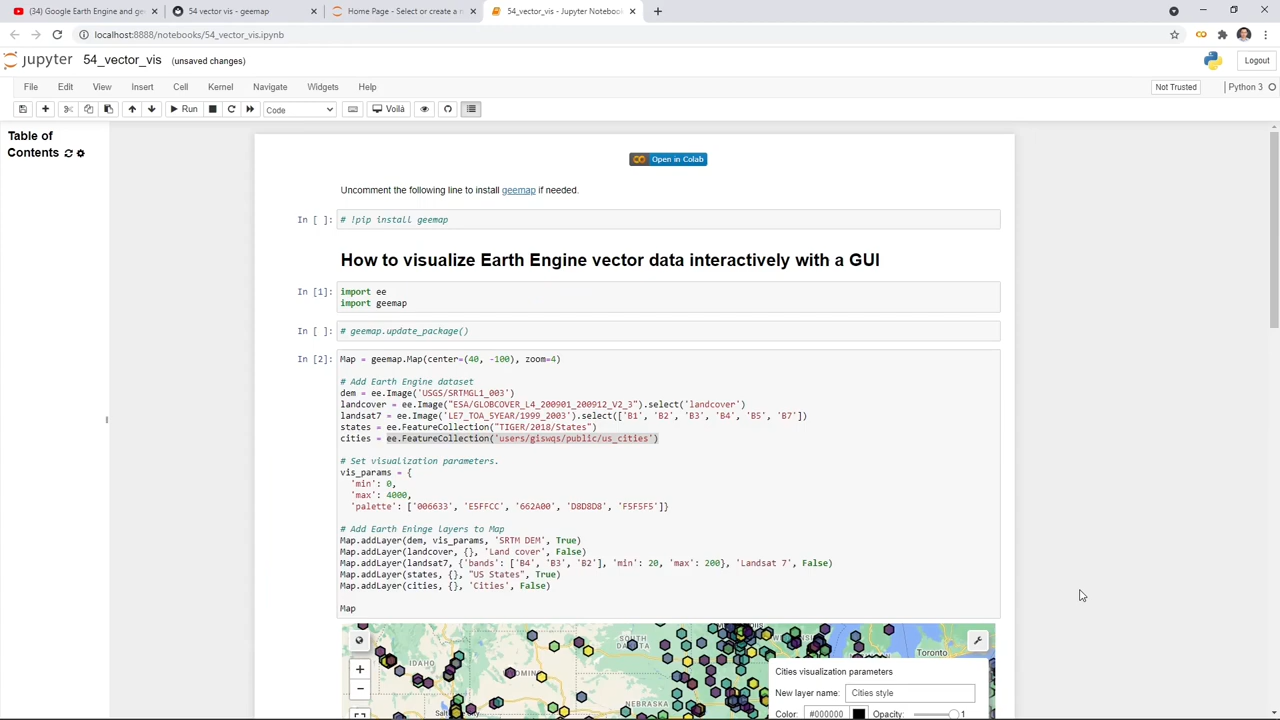 (34) Google Earth Engine and ge
54 vector vis - geemap
Home Page - Select or create a n
54_vector_vis - Jupyter Notebook
localhost:8888/notebooks/54_vector_vis.ipynb
jupyter 54_vector_vis (unsaved changes)
Logout
File Edit View Insert Cell Kernel Navigate Widgets Help
Not Trusted
Python 3
Run
Code
Voilà
Table of
Contents
Open in Colab
Uncomment the following line to install geemap if needed.
In [ ]: # !pip install geemap
How to visualize Earth Engine vector data interactively with a GUI
In [1]: import ee
import geemap
In [ ]: # geemap.update_package()
In [2]: Map = geemap.Map(center=(40, -100), zoom=4)
# Add Earth Engine dataset
dem = ee.Image('USGS/SRTMGL1_003')
landcover = ee.Image("ESA/GLOBCOVER_L4_200901_200912_V2_3").select('landcover')
landsat7 = ee.Image('LE7_TOA_5YEAR/1999_2003').select(['B1', 'B2', 'B3', 'B4', 'B5', 'B7'])
states = ee.FeatureCollection("TIGER/2018/States")
cities = ee.FeatureCollection('users/giswqs/public/us_cities')
# Set visualization parameters.
vis_params = {
'min': 0,
'max': 4000,
'palette': ['006633', 'E5FFCC', '662A00', 'D8D8D8', 'F5F5F5']}
# Add Earth Eninge layers to Map
Map.addLayer(dem, vis_params, 'SRTM DEM', True)
Map.addLayer(landcover, {}, 'Land cover', False)
Map.addLayer(landsat7, {'bands': ['B4', 'B3', 'B2'], 'min': 20, 'max': 200}, 'Landsat 7', False)
Map.addLayer(states, {}, "US States", True)
Map.addLayer(cities, {}, 'Cities', False)
Map
SOUTH
DAKOTA
IDAHO
Toronto
NEBRASKA
+
−
Cities visualization parameters
New layer name: Cities style
Color: #000000 Opacity: 1